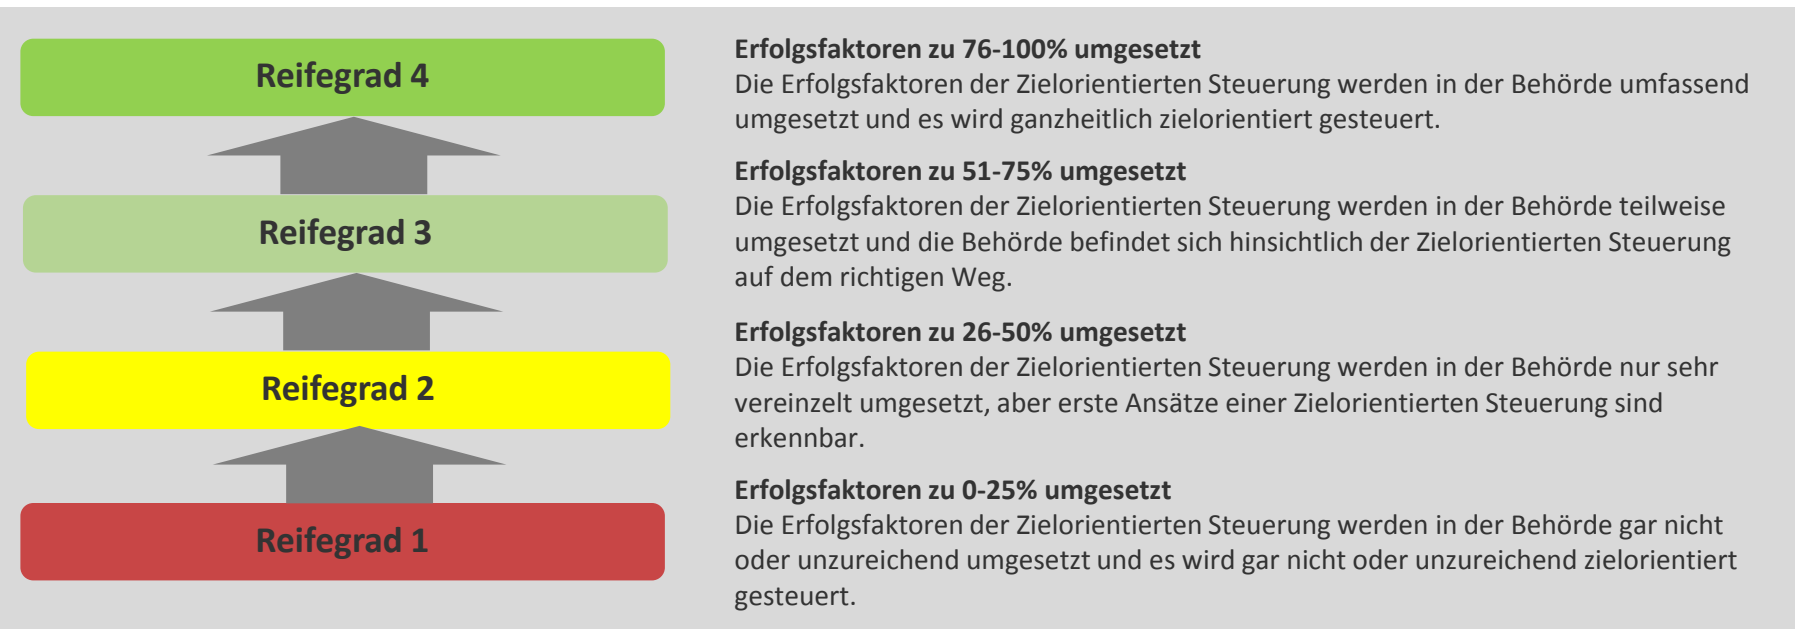 Reifegrad 4
Erfolgsfaktoren zu 76-100% umgesetzt
Die Erfolgsfaktoren der Zielorientierten Steuerung werden in der Behörde umfassend
umgesetzt und es wird ganzheitlich zielorientiert gesteuert.
Reifegrad 3
Erfolgsfaktoren zu 51-75% umgesetzt
Die Erfolgsfaktoren der Zielorientierten Steuerung werden in der Behörde teilweise
umgesetzt und die Behörde befindet sich hinsichtlich der Zielorientierten Steuerung
auf dem richtigen Weg.
Reifegrad 2
Erfolgsfaktoren zu 26-50% umgesetzt
Die Erfolgsfaktoren der Zielorientierten Steuerung werden in der Behörde nur sehr
vereinzelt umgesetzt, aber erste Ansätze einer Zielorientierten Steuerung sind
erkennbar.
Reifegrad 1
Erfolgsfaktoren zu 0-25% umgesetzt
Die Erfolgsfaktoren der Zielorientierten Steuerung werden in der Behörde gar nicht
oder unzureichend umgesetzt und es wird gar nicht oder unzureichend zielorientiert
gesteuert.